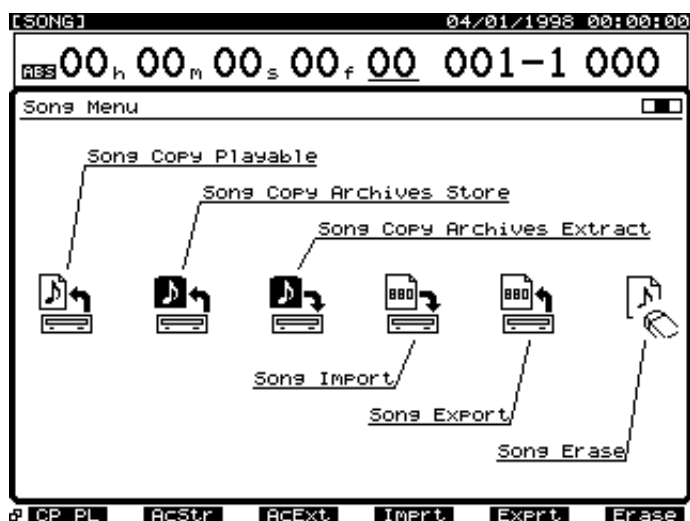 [SONG] 04/01/1998 00:00:00
ABS 00h 00m 00s 00f 00 001-1 000
Song Menu
Song Copy Playable
Song Copy Archives Store
Song Copy Archives Extract
880 880
Song Import
Song Export
Song Erase
CP PL AcStr AcExt Imprt Exprt Erase